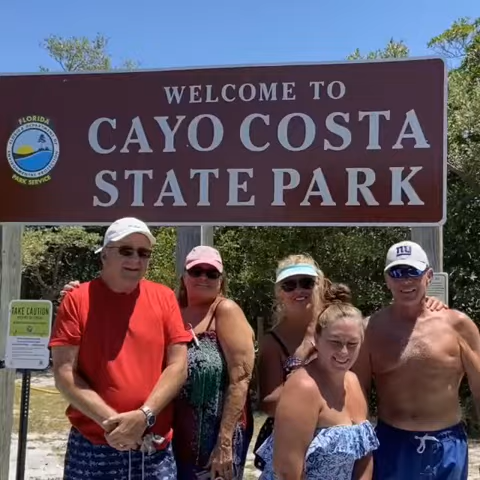 WELCOME TO
CAYO COSTA
STATE PARK
FLORIDA
PARK SERVICE
TAKE CAUTION
NY